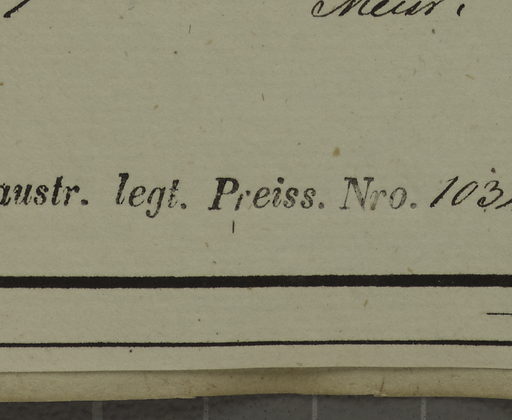 austr. legt. Preiss. Nro. 103